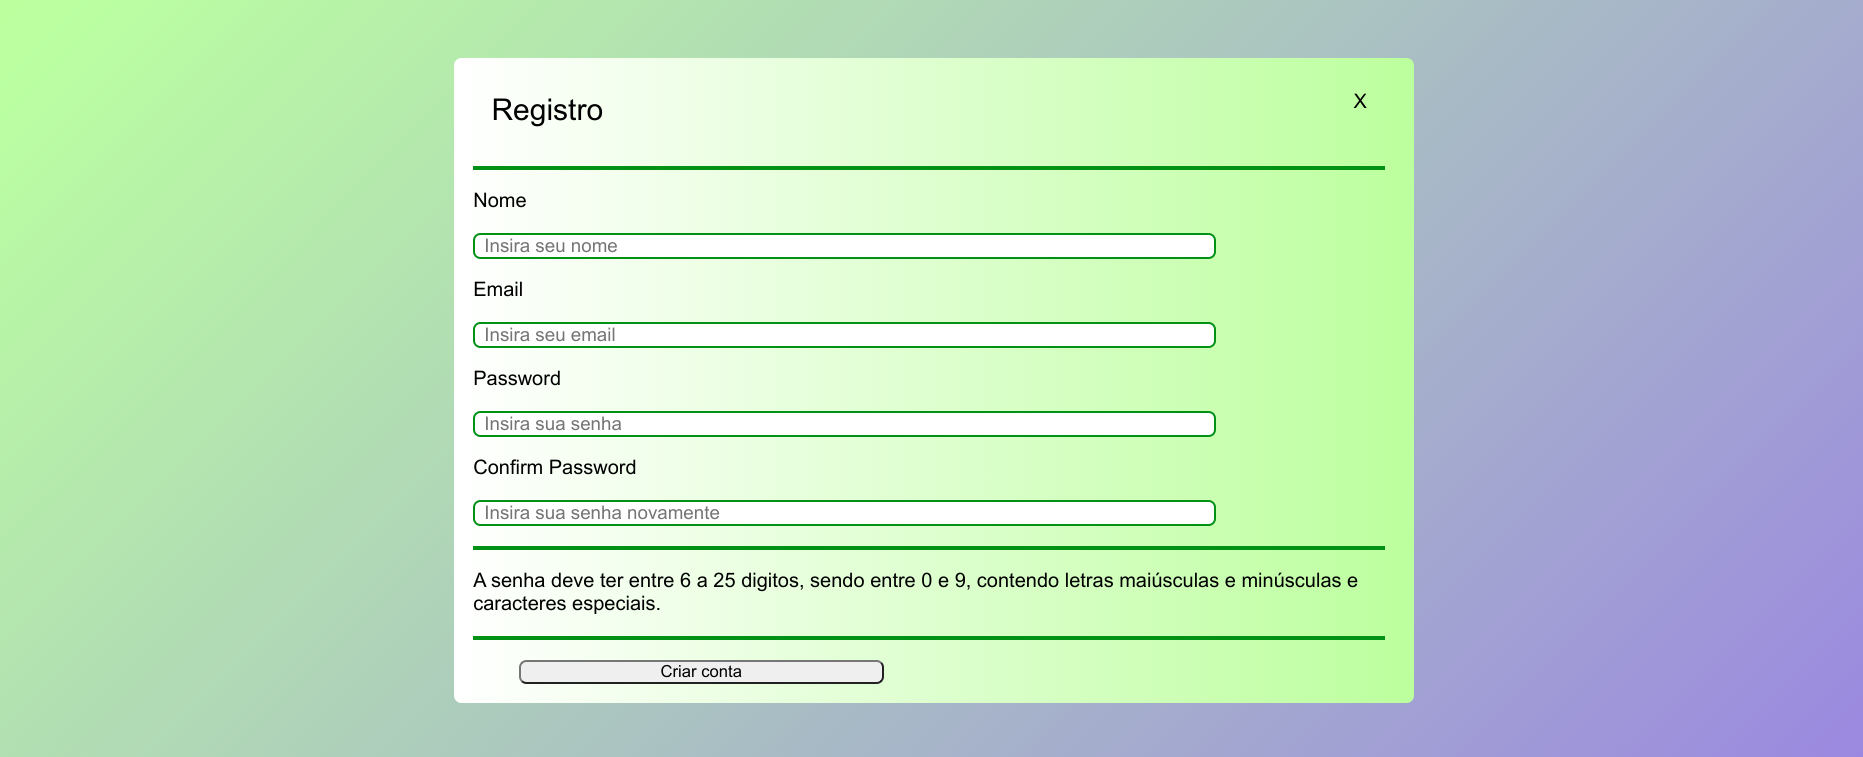 Registro
X
Nome
Insira seu nome
Email
Insira seu email
Password
Insira sua senha
Confirm Password
Insira sua senha novamente
A senha deve ter entre 6 a 25 digitos, sendo entre 0 e 9, contendo letras maiúsculas e minúsculas e
caracteres especiais.
Criar conta